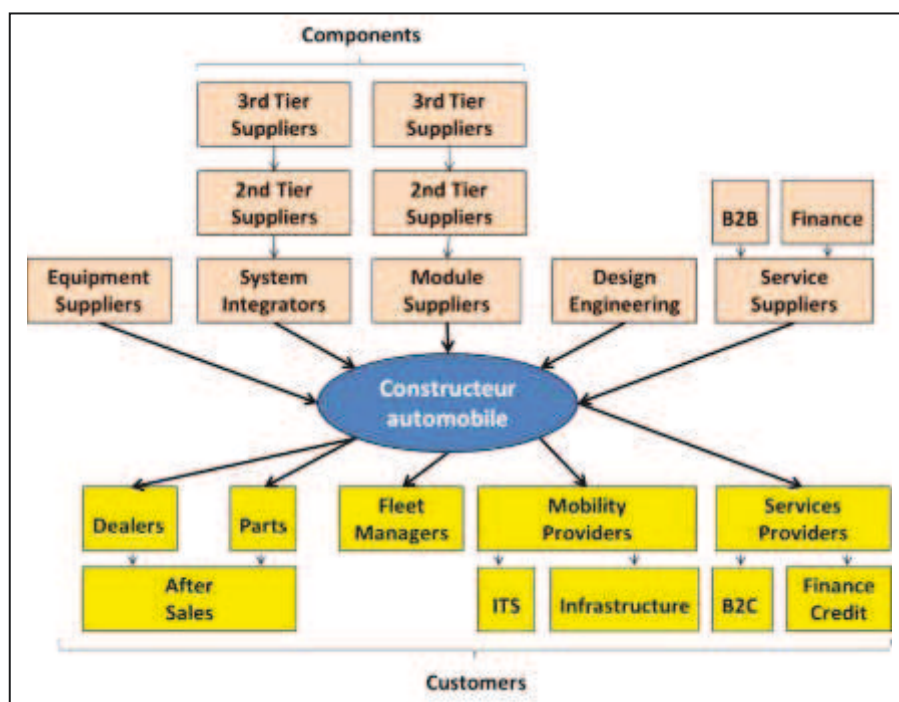 Components
3rd Tier
Suppliers
3rd Tier
Suppliers
2nd Tier
Suppliers
2nd Tier
Suppliers
B2B
Finance
Equipment
Suppliers
System
Integrators
Module
Suppliers
Design
Engineering
Service
Suppliers
Constructeur
automobile
Dealers
Parts
Fleet
Managers
Mobility
Providers
Services
Providers
After
Sales
ITS
Infrastructure
B2C
Finance
Credit
Customers